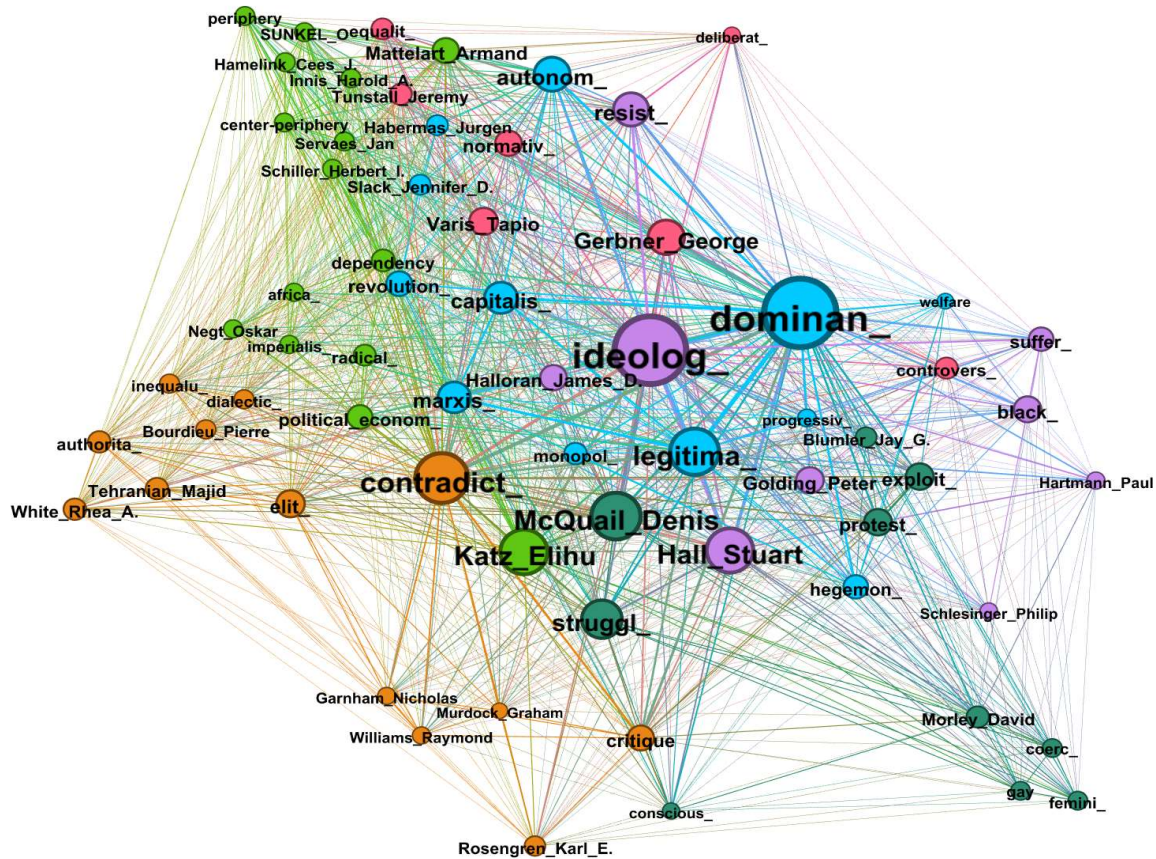 periphery
SUNKEL_O
equalit_
deliberat_
Mattelart_Armand
Hamelink_Cees_J.
autonom_
Innis_Harold_A.
Tunstall_Jeremy
resist_
center-periphery
Habermas_Jurgen
Servaes_Jan
normativ_
Schiller_Herbert_I.
Slack_Jennifer_D.
Varis_Tapio
Gerbner_George
dependency
revolution_
africa_
capitalis_
welfare
dominan_
Negt_Oskar
imperialis_
radical_
ideolog_
suffer_
controvers_
Halloran_James_D.
inequalu_
dialectic_
marxis_
black_
political_econom_
progressiv_
Bourdieu_Pierre
Blumler_Jay_G.
authorita_
monopol_
legitima_
contradict_
Golding_Peter
exploit_
Hartmann_Paul
Tehranian_Majid
White_Rhea_A.
elit_
McQuail_Denis
protest_
Katz_Elihu
Hall_Stuart
hegemon_
Schlesinger_Philip
struggl_
Garnham_Nicholas
Murdock_Graham
Morley_David
Williams_Raymond
critique
coerc_
gay
femini_
conscious_
Rosengren_Karl_E.